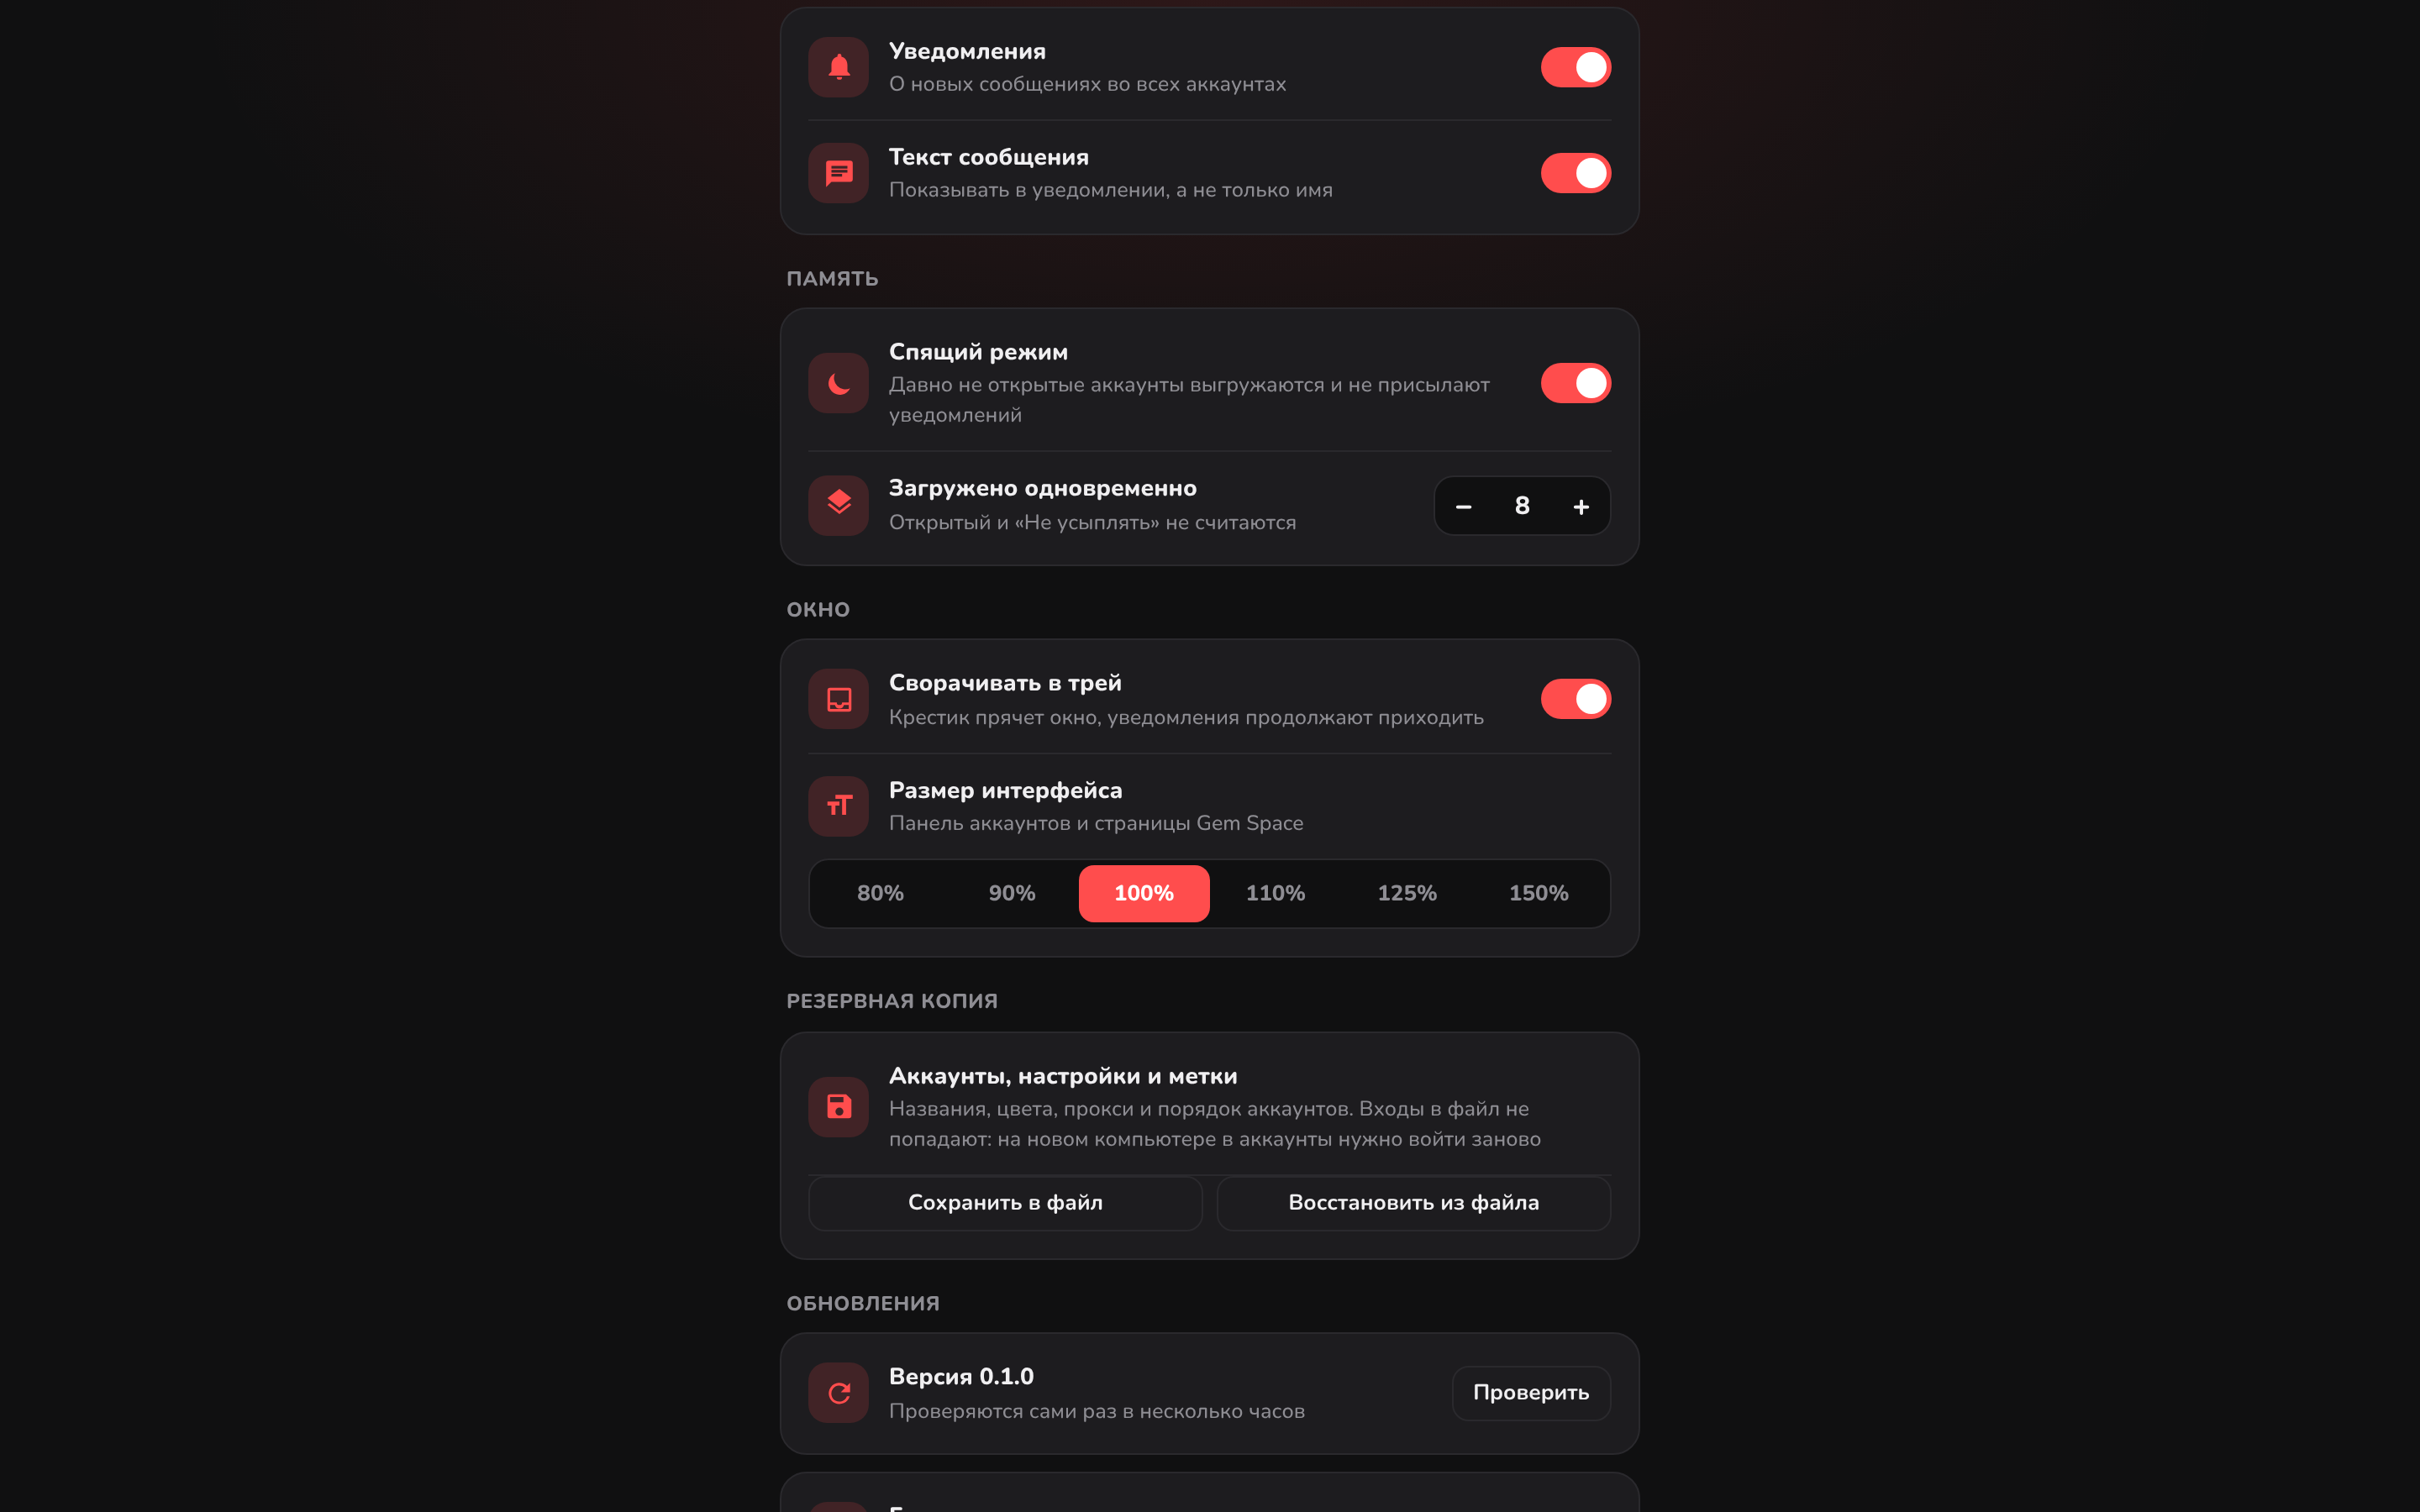 Уведомления
О новых сообщениях во всех аккаунтах
Текст сообщения
Показывать в уведомлении, а не только имя
ПАМЯТЬ
Спящий режим
Давно не открытые аккаунты выгружаются и не присылают
уведомлений
Загружено одновременно
Открытый и «Не усыплять» не считаются
− 8 +
ОКНО
Сворачивать в трей
Крестик прячет окно, уведомления продолжают приходить
Размер интерфейса
Панель аккаунтов и страницы Gem Space
80% 90% 100% 110% 125% 150%
РЕЗЕРВНАЯ КОПИЯ
Аккаунты, настройки и метки
Названия, цвета, прокси и порядок аккаунтов. Входы в файл не
попадают: на новом компьютере в аккаунты нужно войти заново
Сохранить в файл Восстановить из файла
ОБНОВЛЕНИЯ
Версия 0.1.0
Проверяются сами раз в несколько часов
Проверить